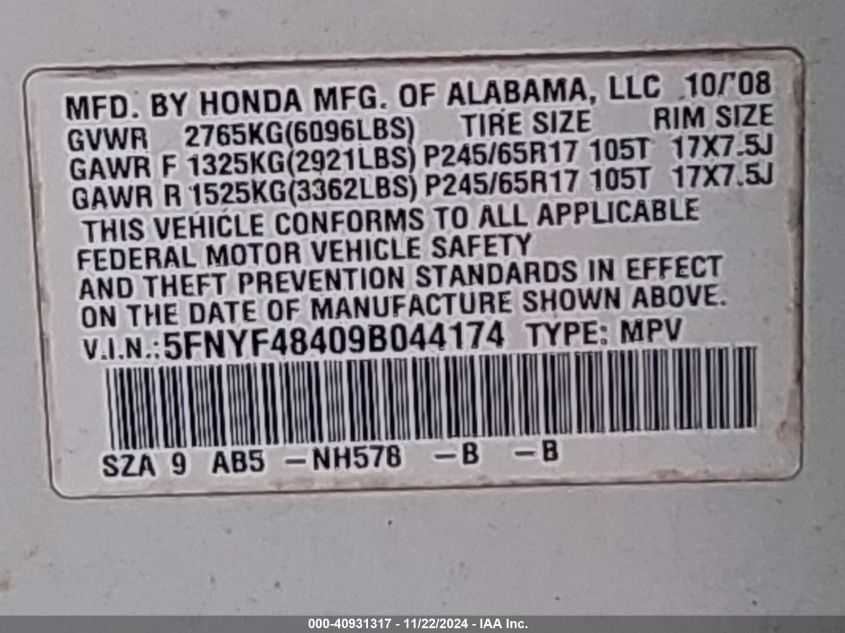 MFD. BY HONDA MFG. OF ALABAMA, LLC 10/'08
GVWR 2765KG(6096LBS) TIRE SIZE RIM SIZE
GAWR F 1325KG(2921LBS) P245/65R17 105T 17X7.5J
GAWR R 1525KG(3362LBS) P245/65R17 105T 17X7.5J
THIS VEHICLE CONFORMS TO ALL APPLICABLE
FEDERAL MOTOR VEHICLE SAFETY
AND THEFT PREVENTION STANDARDS IN EFFECT
ON THE DATE OF MANUFACTURE SHOWN ABOVE.
V.I.N.:5FNYF48409B044174 TYPE: MPV
SZA 9 AB5 -NH578 -B -B
000-40931317 - 11/22/2024 - IAA Inc.